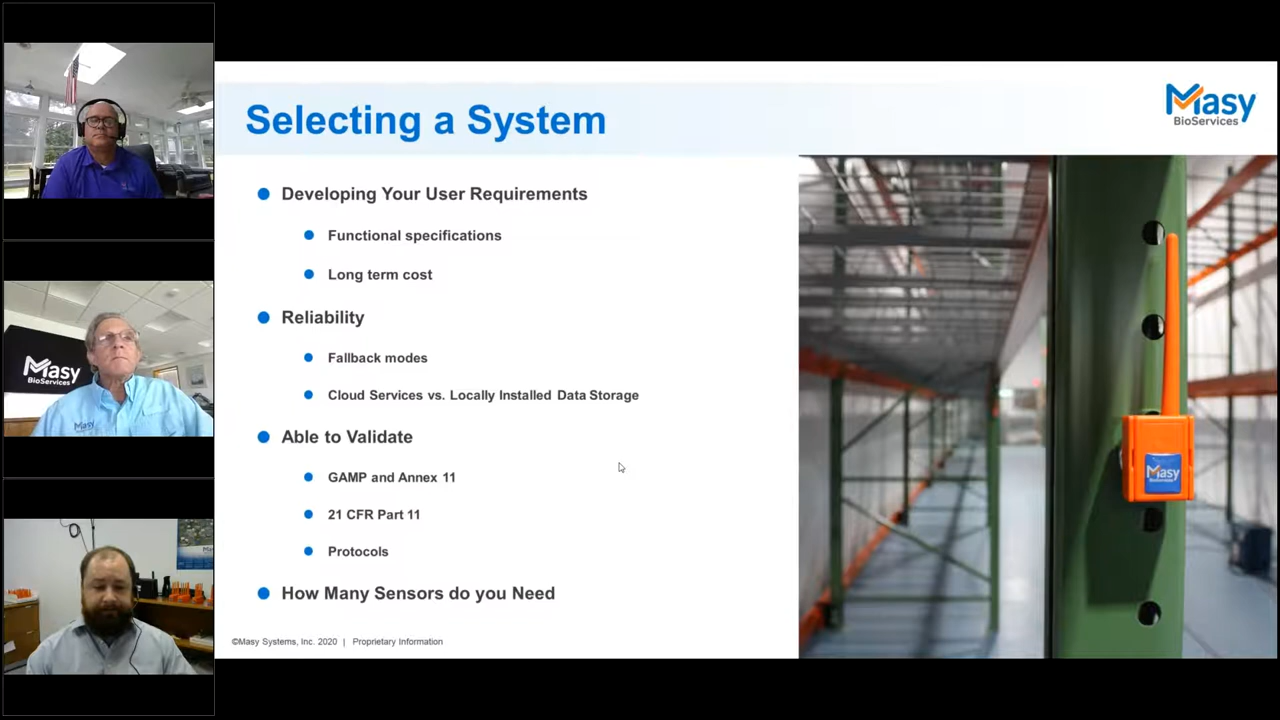 Selecting a System
Masy
BioServices
Developing Your User Requirements
Functional specifications
Long term cost
Reliability
Fallback modes
Cloud Services vs. Locally Installed Data Storage
Able to Validate
GAMP and Annex 11
21 CFR Part 11
Protocols
How Many Sensors do you Need
©Masy Systems, Inc. 2020 | Proprietary Information
Masy
BioServices
Masy
BioServices
Masy